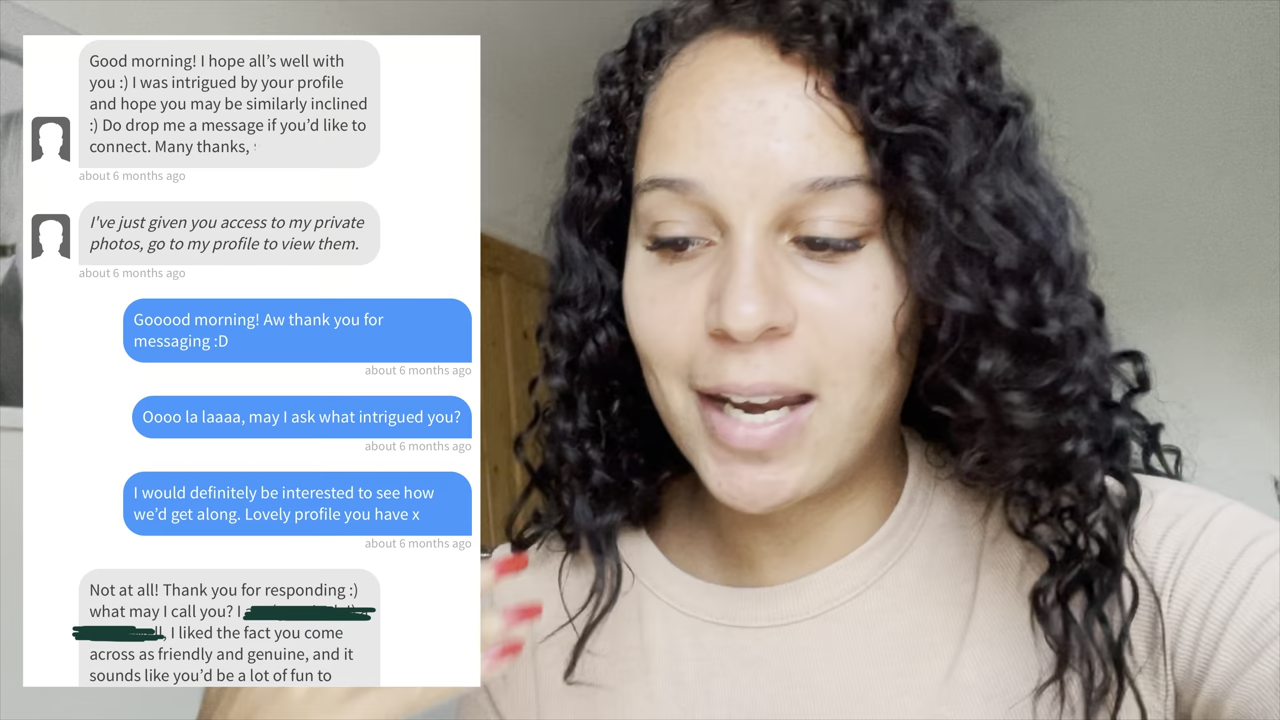 Good morning! I hope all's well with
you :) I was intrigued by your profile
and hope you may be similarly inclined
:) Do drop me a message if you'd like to
connect. Many thanks,
about 6 months ago
I've just given you access to my private
photos, go to my profile to view them.
about 6 months ago
Gooood morning! Aw thank you for
messaging :D
about 6 months ago
Oooo la laaaa, may I ask what intrigued you?
about 6 months ago
I would definitely be interested to see how
we'd get along. Lovely profile you have x
about 6 months ago
Not at all! Thank you for responding :)
what may I call you? I
I liked the fact you come
across as friendly and genuine, and it
sounds like you'd be a lot of fun to